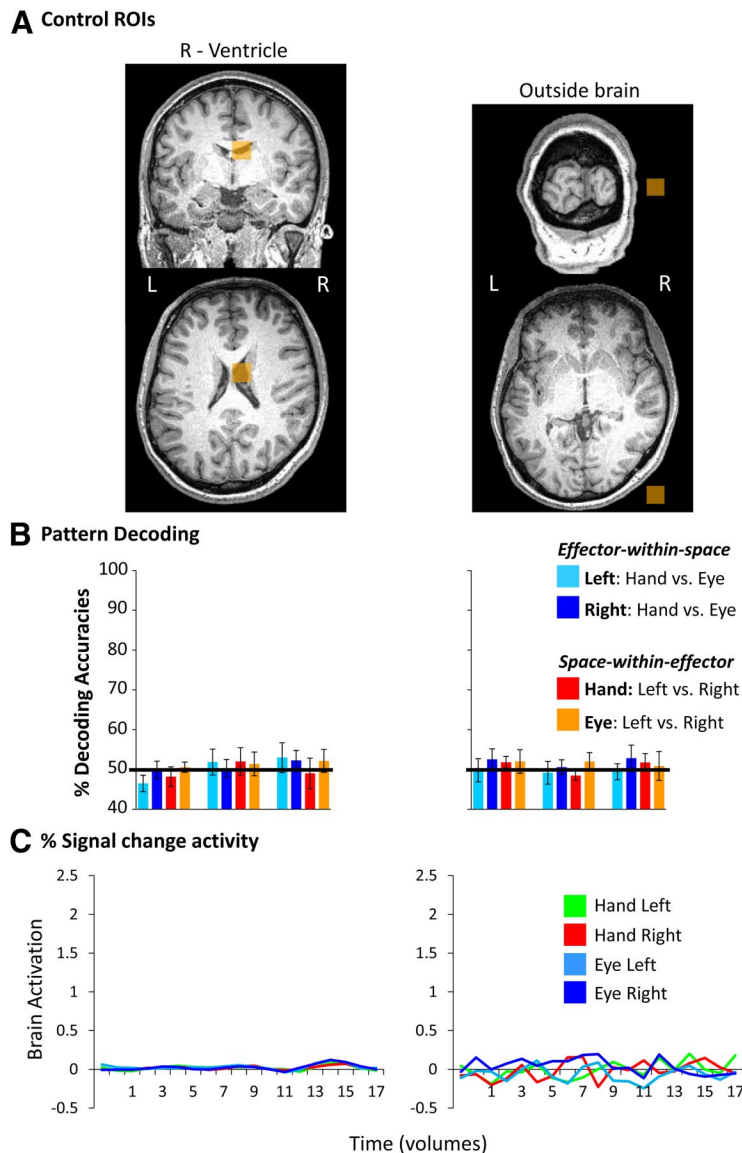 A Control ROIs
R - Ventricle
Outside brain
L R
L R
B Pattern Decoding
% Decoding Accuracies
100
90
80
70
60
50
40
Effector-within-space
Left: Hand vs. Eye
Right: Hand vs. Eye
Space-within-effector
Hand: Left vs. Right
Eye: Left vs. Right
C % Signal change activity
Brain Activation
2.5
2
1.5
1
0.5
0
-0.5
1 3 5 7 9 11 13 15 17
2.5
2
1.5
1
0.5
0
-0.5
1 3 5 7 9 11 13 15 17
Hand Left
Hand Right
Eye Left
Eye Right
Time (volumes)